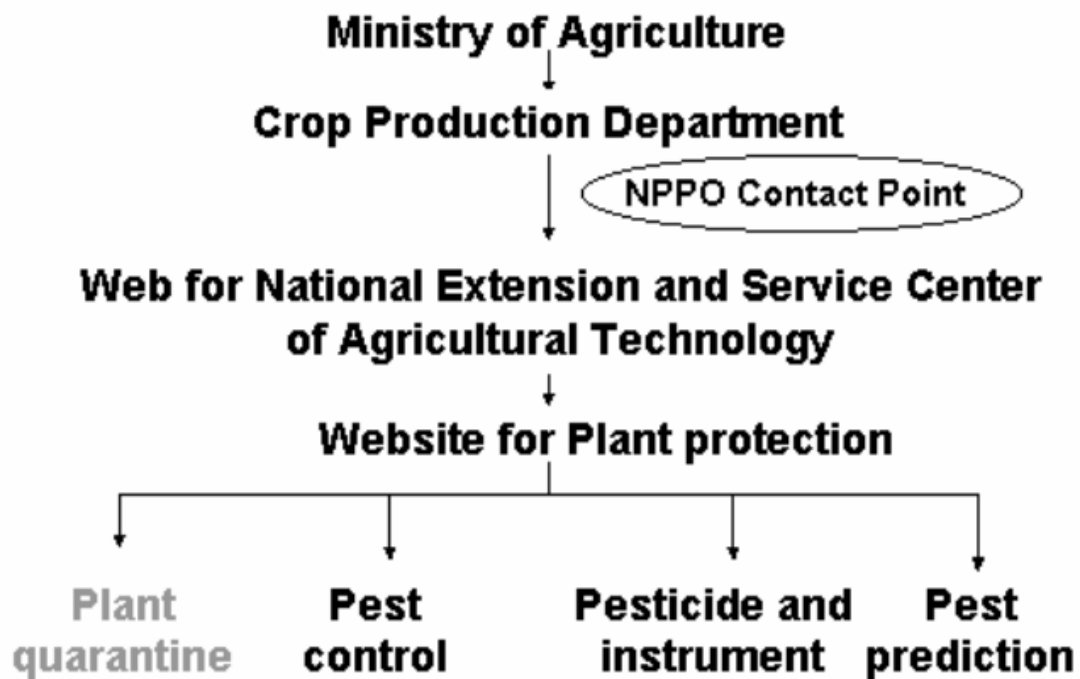 Ministry of Agriculture
Crop Production Department
NPPO Contact Point
Web for National Extension and Service Center
of Agricultural Technology
Website for Plant protection
Plant
quarantine
Pest
control
Pesticide and
instrument
Pest
prediction